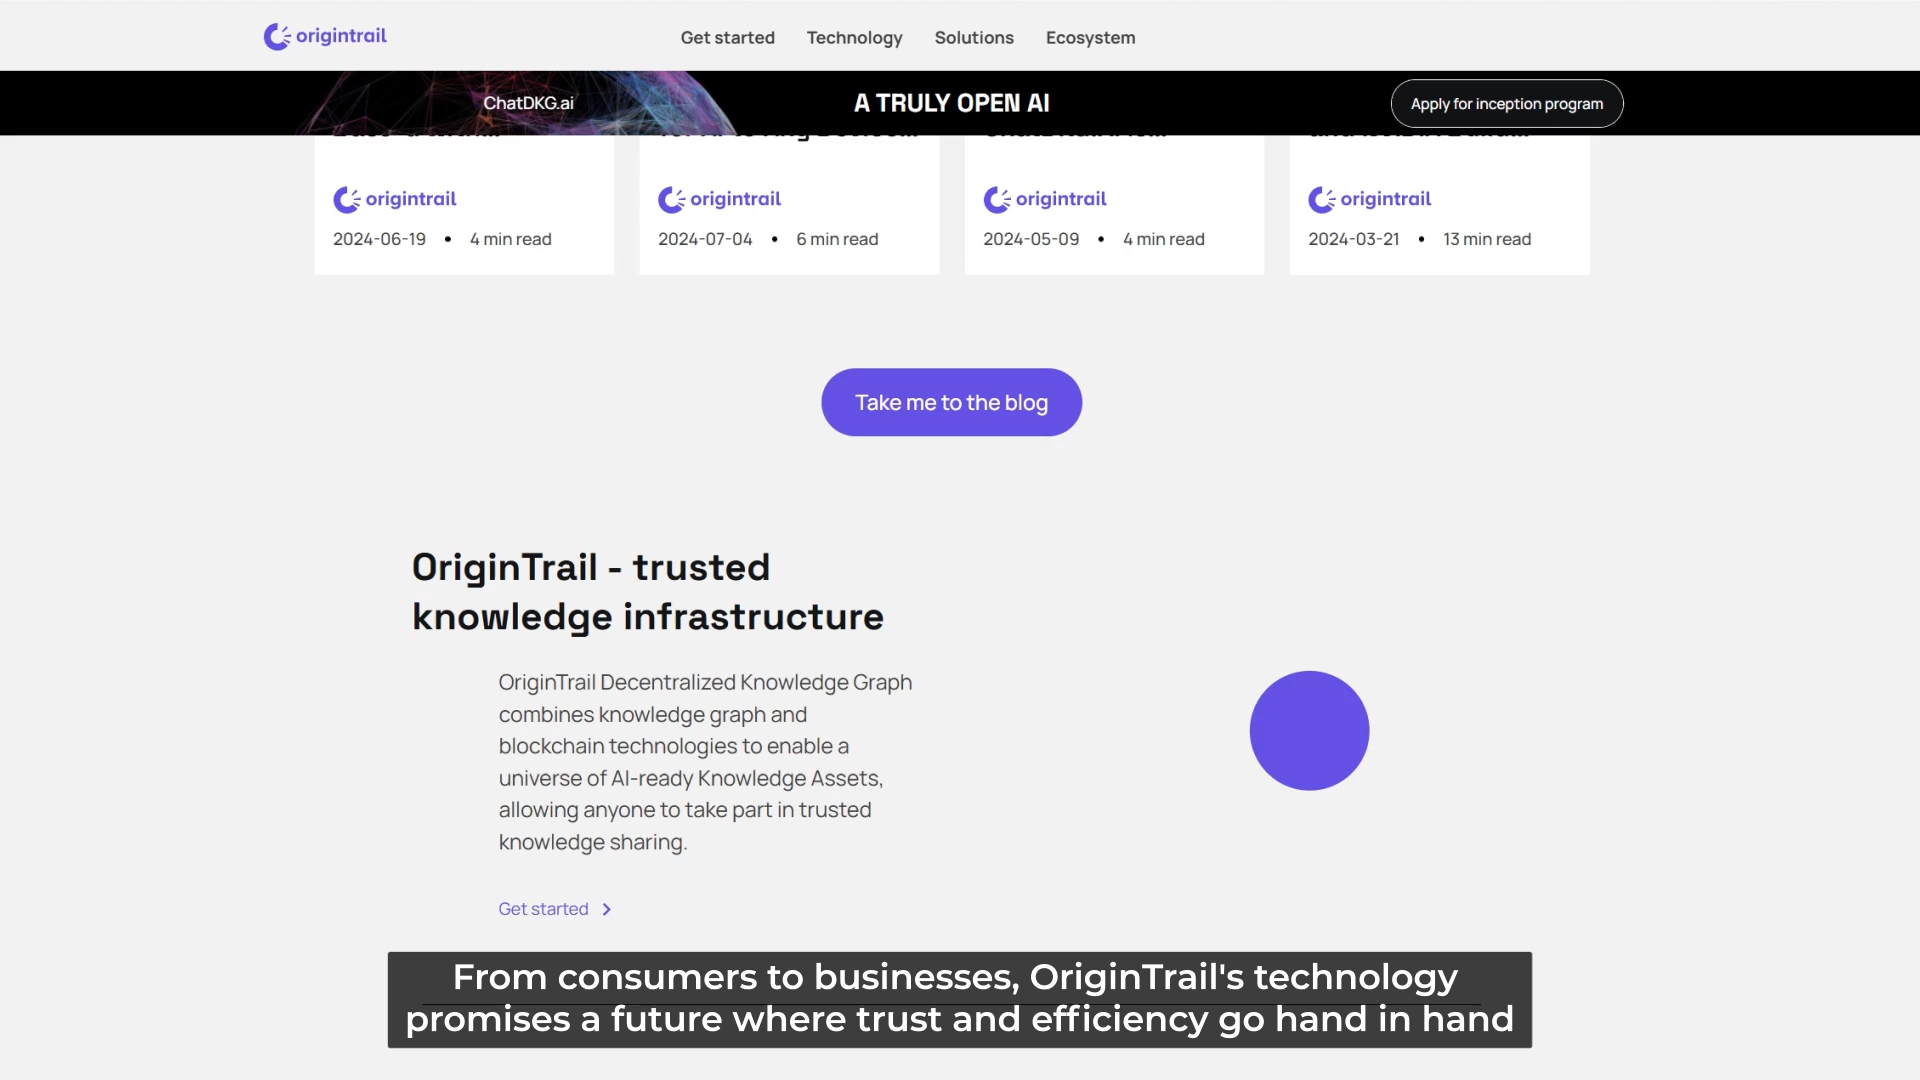 origintrail
Get started Technology Solutions Ecosystem
ChatDKG.ai A TRULY OPEN AI Apply for inception program
origintrail origintrail origintrail origintrail
2024-06-19 • 4 min read 2024-07-04 • 6 min read 2024-05-09 • 4 min read 2024-03-21 • 13 min read
Take me to the blog
OriginTrail - trusted
knowledge infrastructure
OriginTrail Decentralized Knowledge Graph
combines knowledge graph and
blockchain technologies to enable a
universe of AI-ready Knowledge Assets,
allowing anyone to take part in trusted
knowledge sharing.
Get started
From consumers to businesses, OriginTrail's technology
promises a future where trust and efficiency go hand in hand